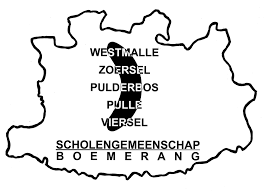 WESTMALLE
ZOERSEL
PULDERBOS
PULLE
VIERSEL
SCHOLENGEMEENSCHAP
BOEMERANG